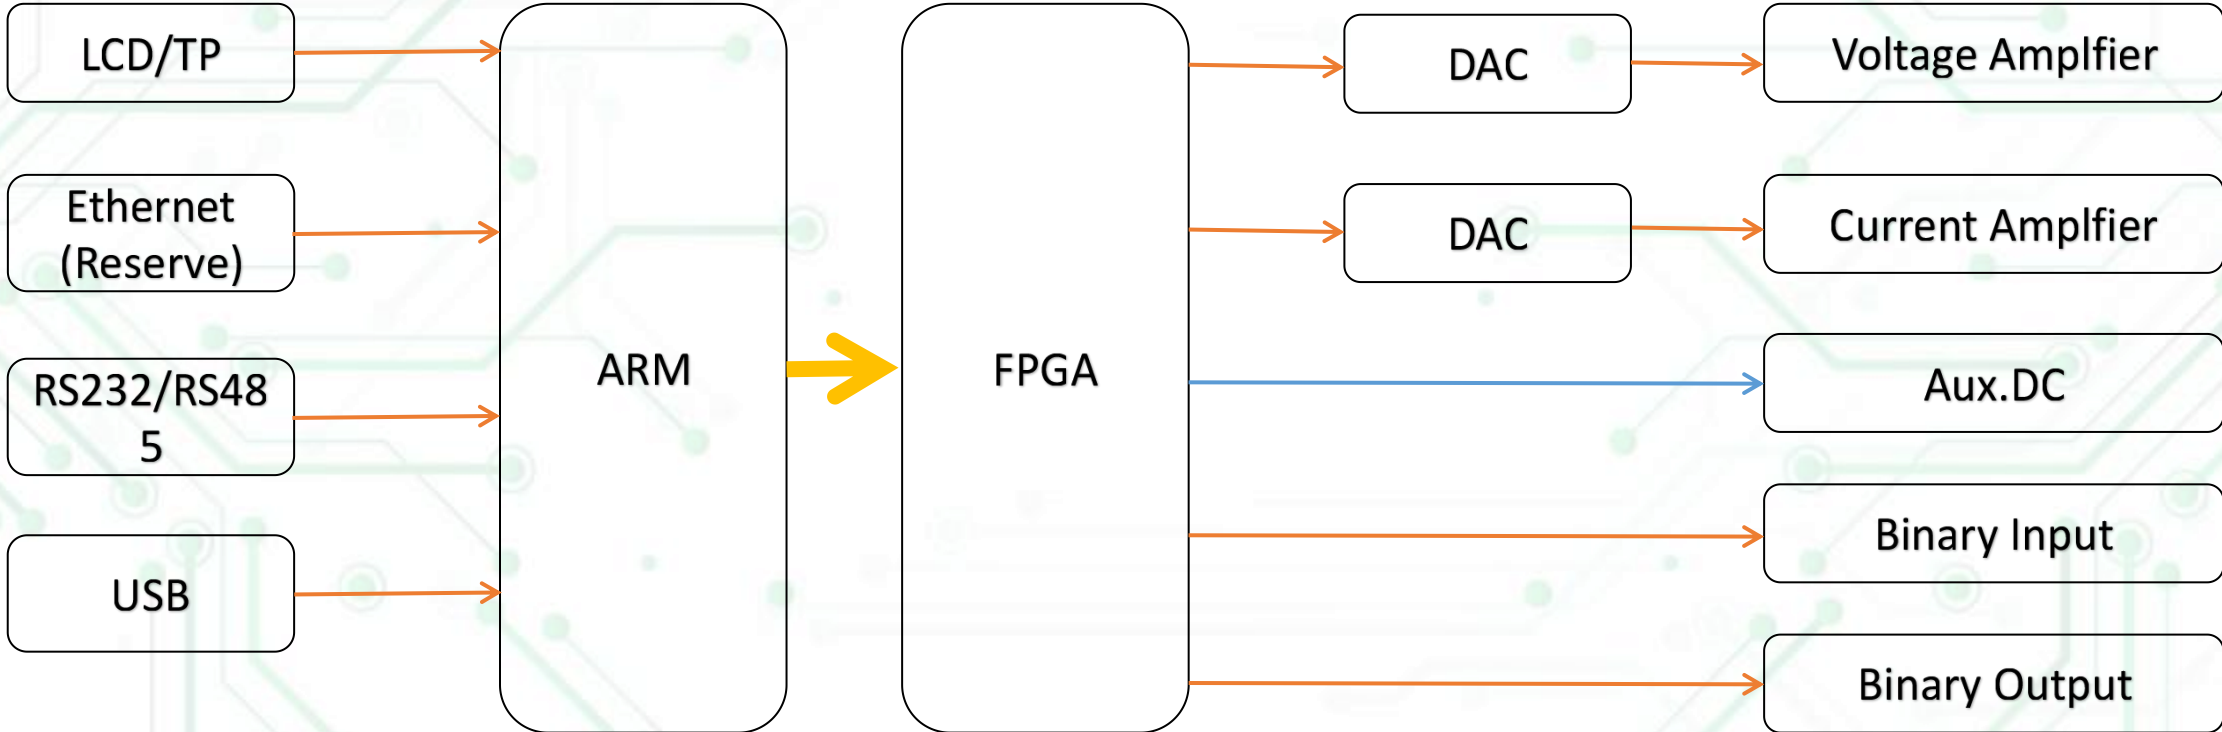 LCD/TP
Ethernet
(Reserve)
RS232/RS48
5
USB
ARM
FPGA
DAC
DAC
Voltage Amplfier
Current Amplfier
Aux.DC
Binary Input
Binary Output